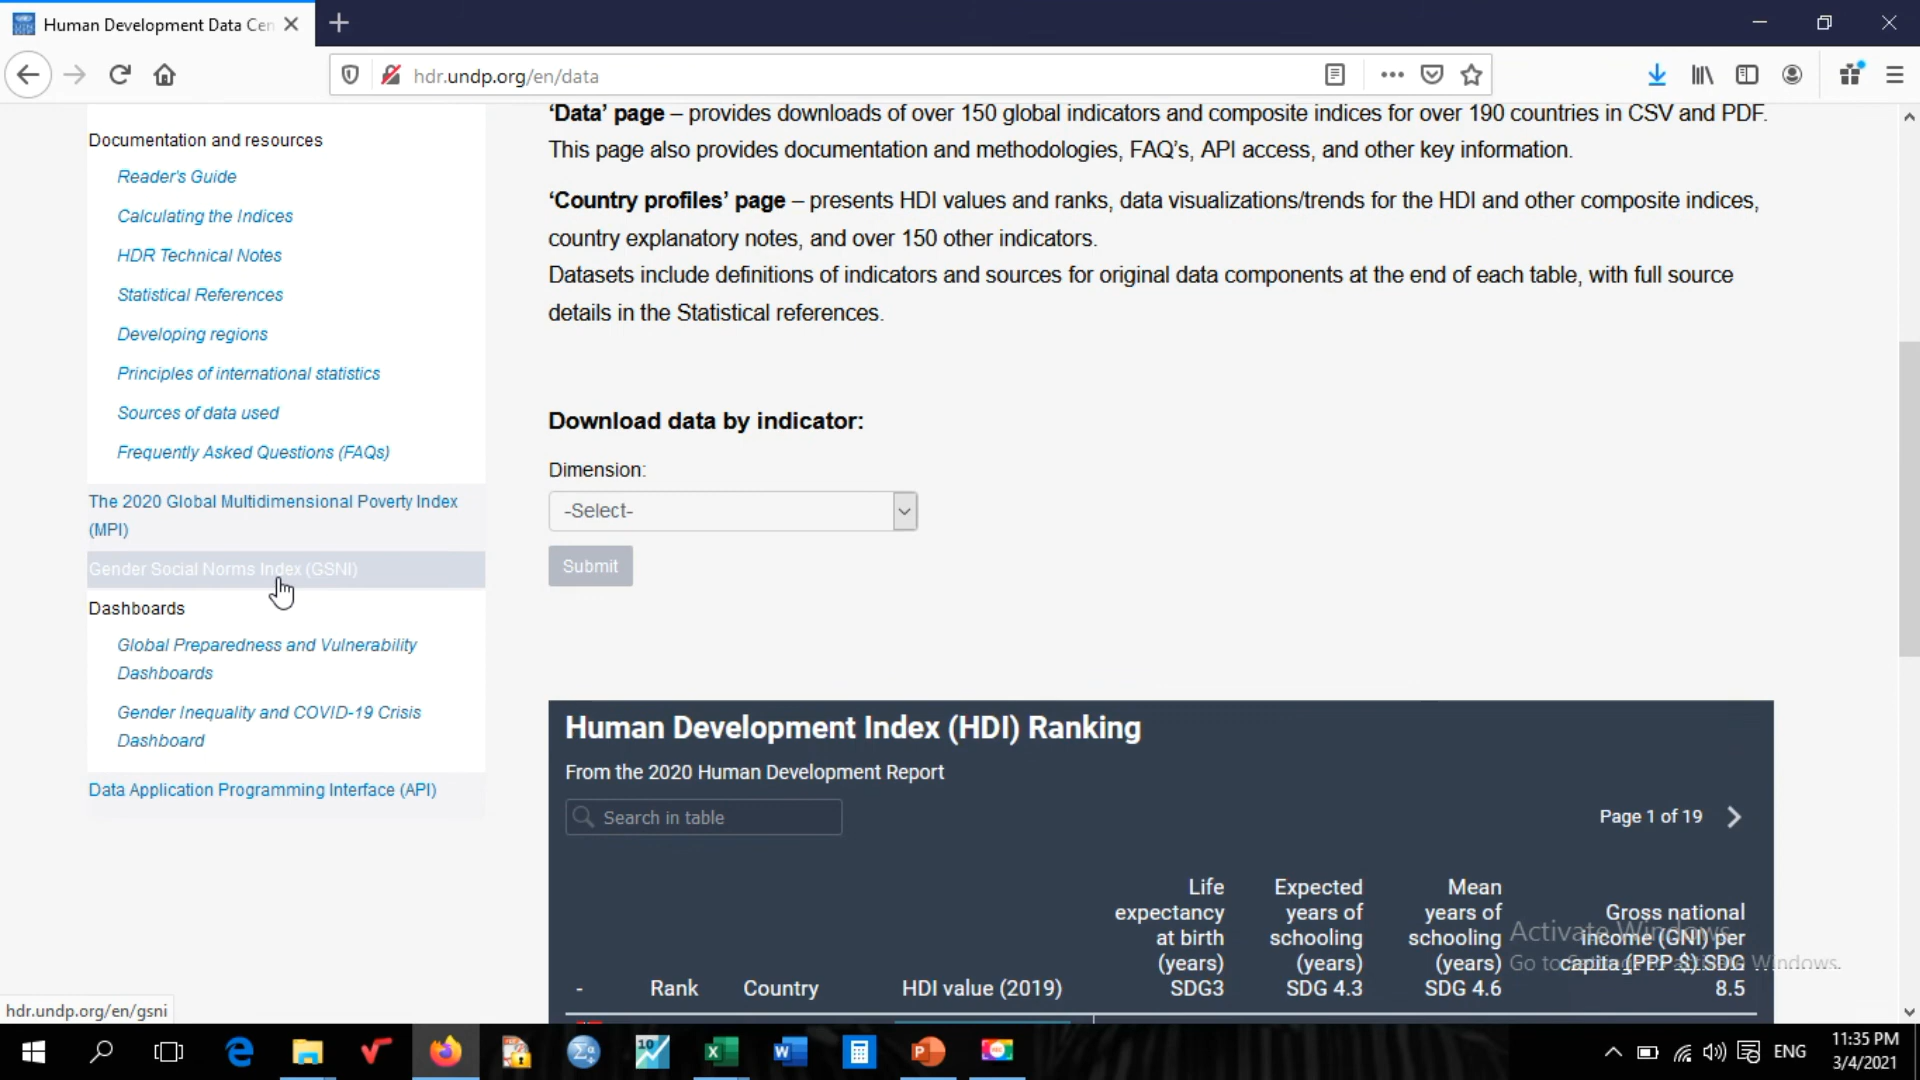 Human Development Data Cen
hdr.undp.org/en/data
Documentation and resources
Reader's Guide
Calculating the Indices
HDR Technical Notes
Statistical References
Developing regions
Principles of international statistics
Sources of data used
Frequently Asked Questions (FAQs)
The 2020 Global Multidimensional Poverty Index
(MPI)
Gender Social Norms Index (GSNI)
Dashboards
Global Preparedness and Vulnerability
Dashboards
Gender Inequality and COVID-19 Crisis
Dashboard
Data Application Programming Interface (API)
‘Data’ page – provides downloads of over 150 global indicators and composite indices for over 190 countries in CSV and PDF.
This page also provides documentation and methodologies, FAQ’s, API access, and other key information.
‘Country profiles’ page – presents HDI values and ranks, data visualizations/trends for the HDI and other composite indices,
country explanatory notes, and over 150 other indicators.
Datasets include definitions of indicators and sources for original data components at the end of each table, with full source
details in the Statistical references.
Download data by indicator:
Dimension:
-Select-
Submit
Human Development Index (HDI) Ranking
From the 2020 Human Development Report
Search in table
Page 1 of 19
-
Rank
Country
HDI value (2019)
Life
expectancy
at birth
(years)
SDG3
Expected
years of
schooling
(years)
SDG 4.3
Mean
years of
schooling
(years)
SDG 4.6
Gross national
income (GNI) per
capita (PPP $) SDG
8.5
Activate Windows
Go to Settings to activate Windows.
hdr.undp.org/en/gsni
10
ENG
11:35 PM
3/4/2021